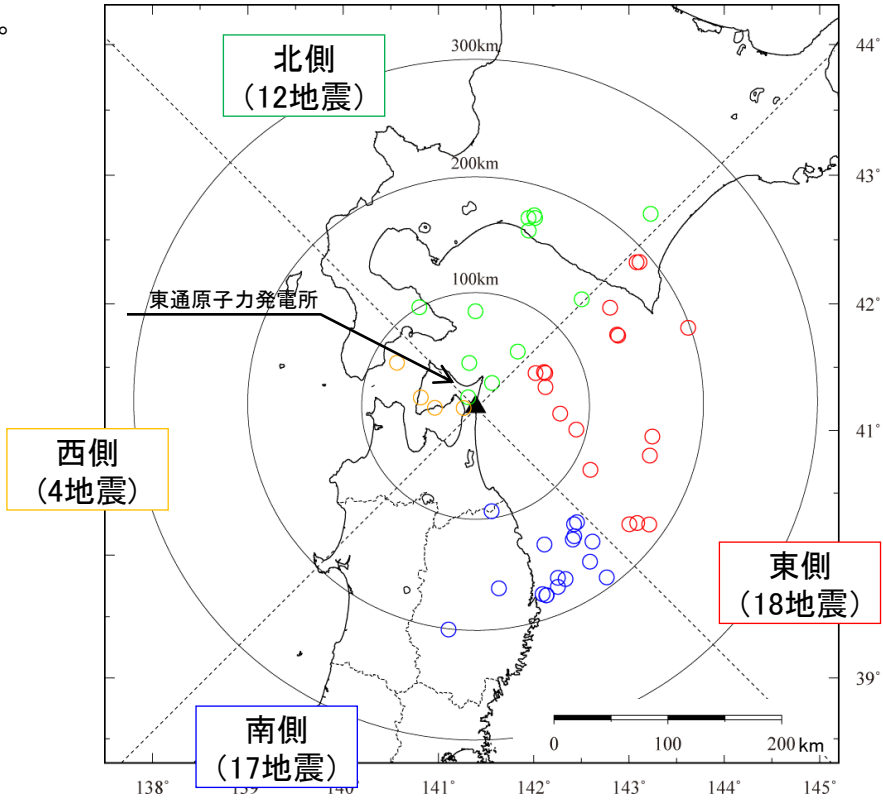 。
北側
（12地震）
300km
200km
100km
東通原子力発電所
西側
（4地震）
東側
（18地震）
南側
（17地震）
44°
43°
42°
41°
39°
0 100 200 km
138° 139° 140° 141° 142° 143° 144° 145°